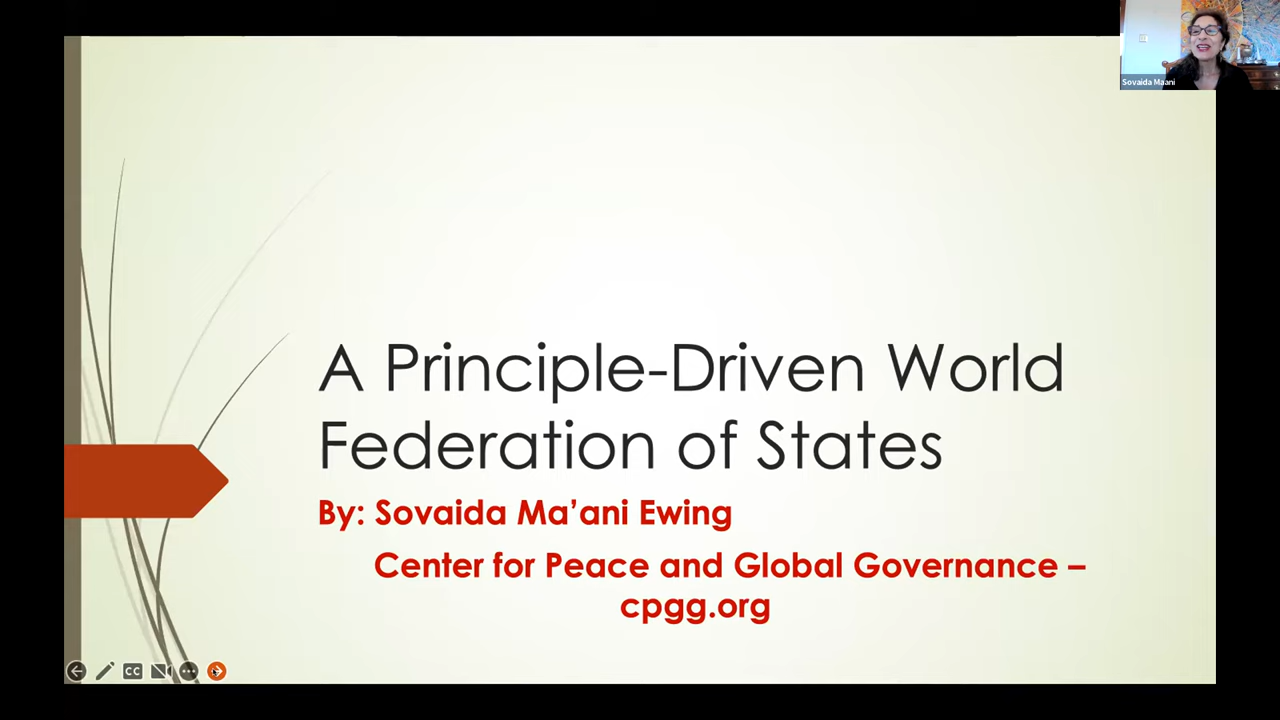 Sovaida Maani
A Principle-Driven World
Federation of States
By: Sovaida Ma’ani Ewing
Center for Peace and Global Governance –
cpgg.org
CC